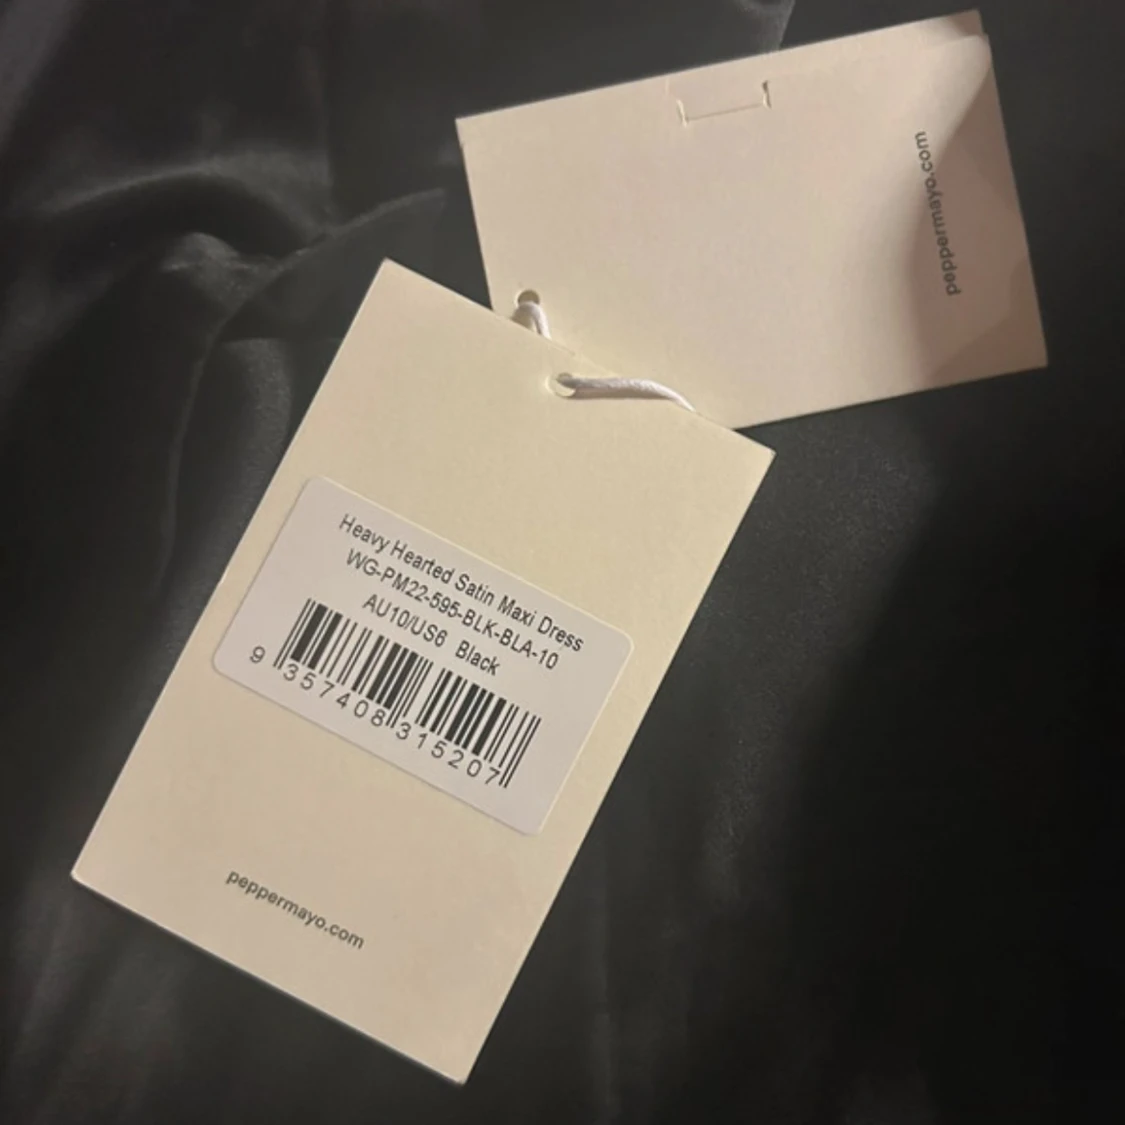 peppermayo.com
Heavy Hearted Satin Maxi Dress
WG-PM22-595-BLK-BLA-10
AU10/US6 Black
9 357408 315207
peppermayo.com